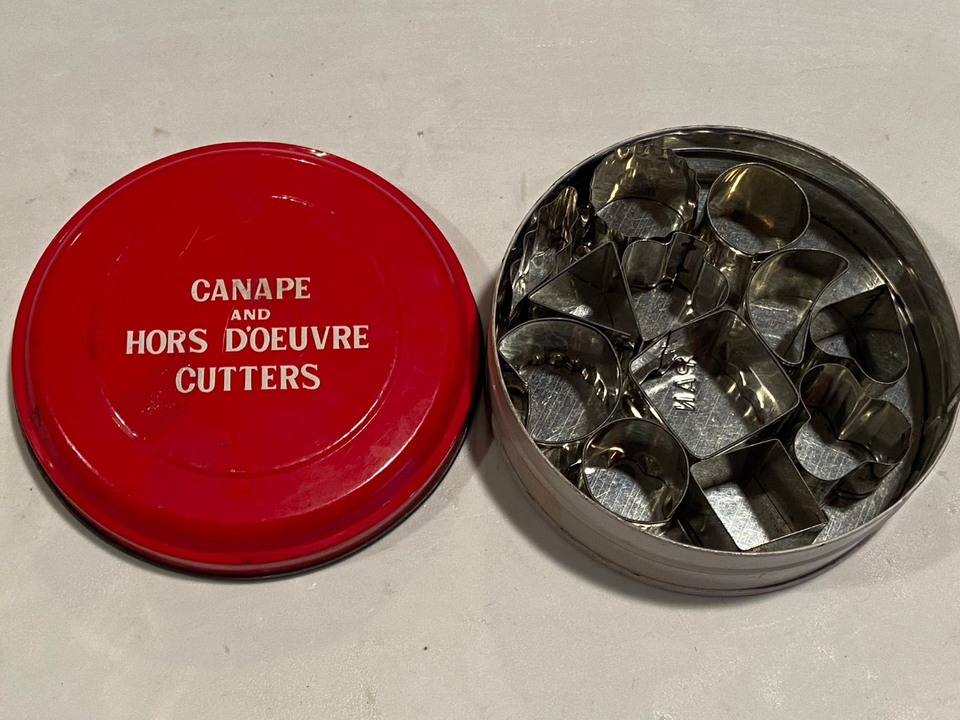 CANAPE
AND
HORS D'OEUVRE
CUTTERS